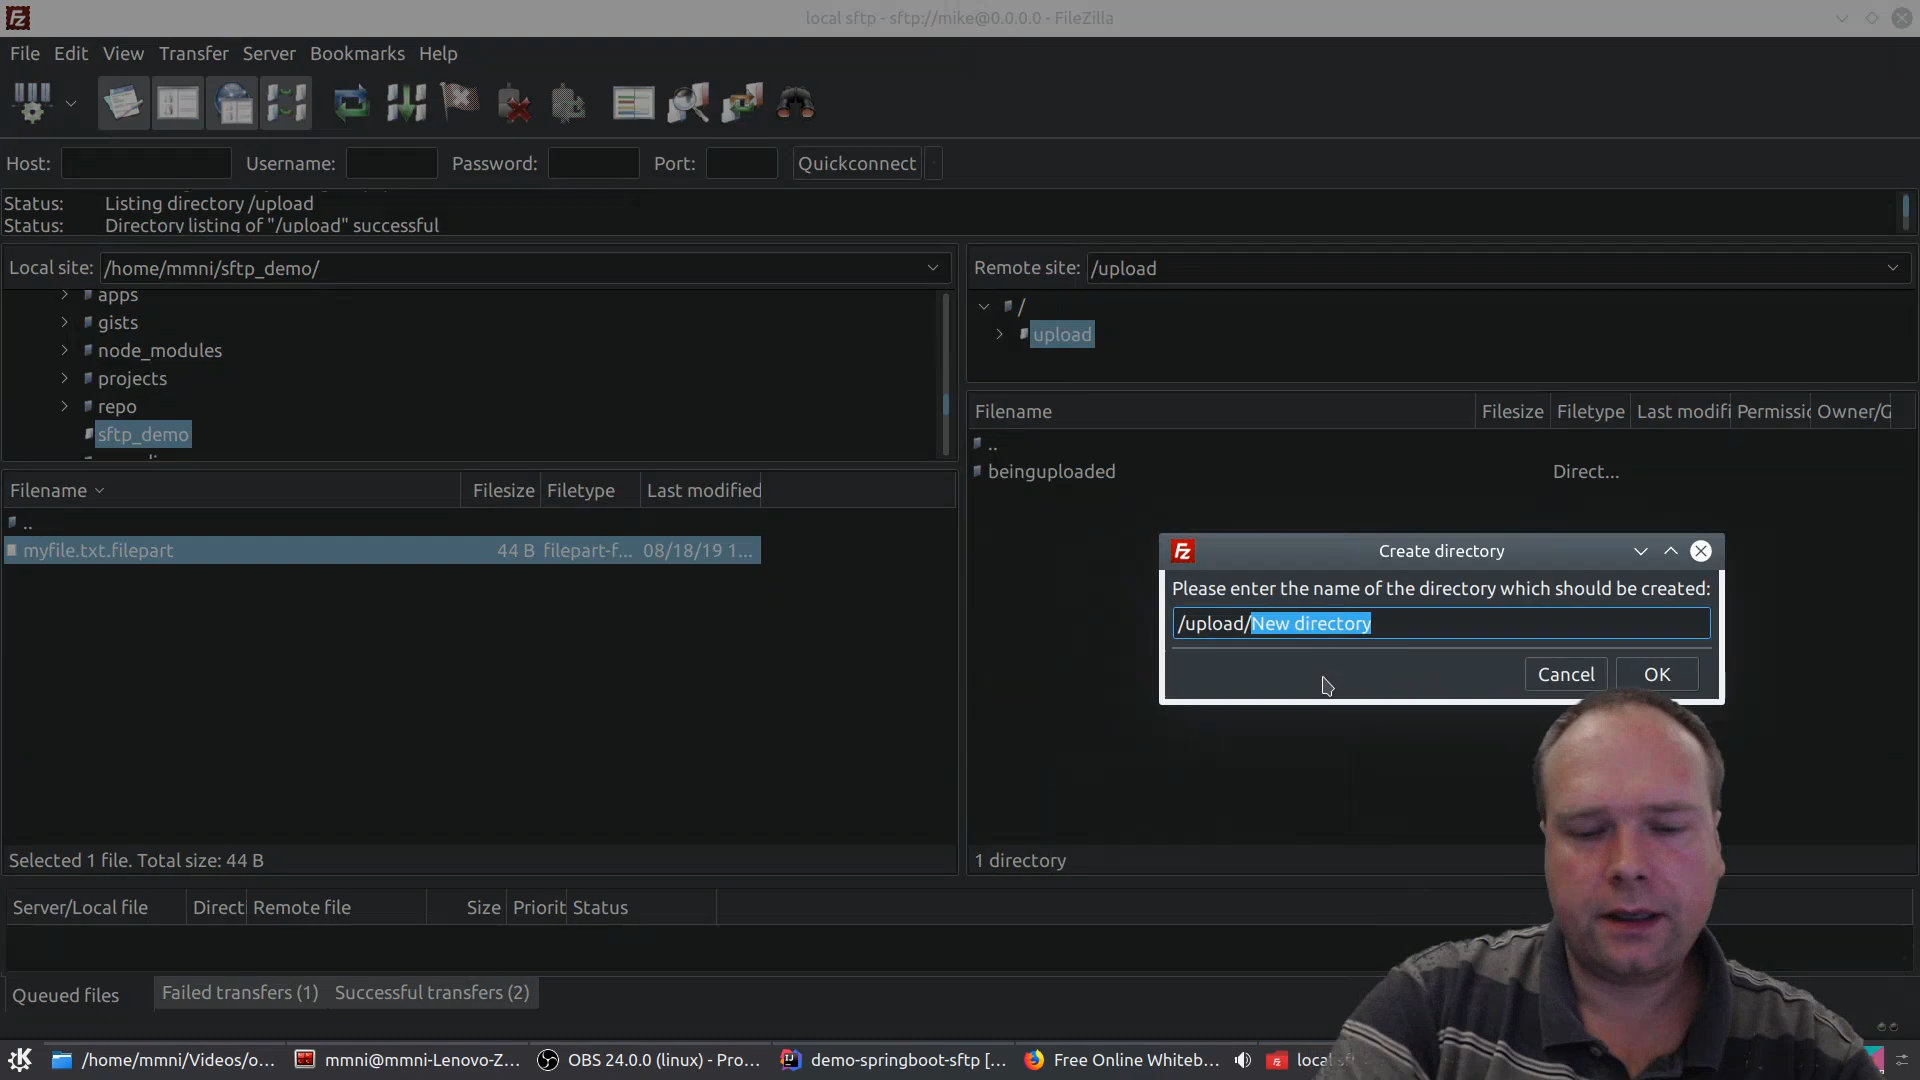 local sftp - sftp://mike@0.0.0.0 - FileZilla
File Edit View Transfer Server Bookmarks Help
Host: Username: Password: Port: Quickconnect
Status: Listing directory /upload
Status: Directory listing of "/upload" successful
Local site: /home/mmni/sftp_demo/
apps
gists
node_modules
projects
repo
sftp_demo
Filename Filesize Filetype Last modified
..
myfile.txt.filepart 44 B filepart-f... 08/18/19 1...
Selected 1 file. Total size: 44 B
Remote site: /upload
/
upload
Filename Filesize Filetype Last modifi Permissic Owner/G
..
beinguploaded Direct...
1 directory
Create directory
Please enter the name of the directory which should be created:
/upload/New directory
Cancel OK
Server/Local file Direct Remote file Size Priorit Status
Queued files Failed transfers (1) Successful transfers (2)
/home/mmni/Videos/o... mmni@mmni-Lenovo-Z... OBS 24.0.0 (linux) - Pro... demo-springboot-sftp [... Free Online Whiteb... local